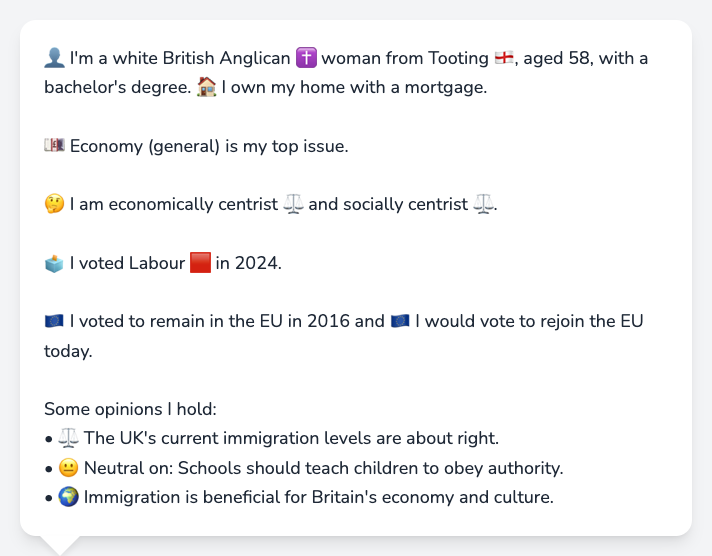 👤 I'm a white British Anglican ✝️ woman from Tooting 🏴󠁧󠁢󠁥󠁮󠁧󠁿, aged 58, with a
bachelor's degree. 🏠 I own my home with a mortgage.
💷 Economy (general) is my top issue.
🤔 I am economically centrist ⚖️ and socially centrist ⚖️.
🗳️ I voted Labour 🟥 in 2024.
🇪🇺 I voted to remain in the EU in 2016 and 🇪🇺 I would vote to rejoin the EU
today.
Some opinions I hold:
• ⚖️ The UK's current immigration levels are about right.
• 😐 Neutral on: Schools should teach children to obey authority.
• 🌍 Immigration is beneficial for Britain's economy and culture.